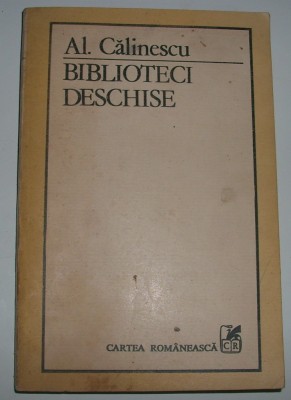 Al. Călinescu
BIBLIOTECI
DESCHISE
CARTEA ROMÂNEASCĂ
CR